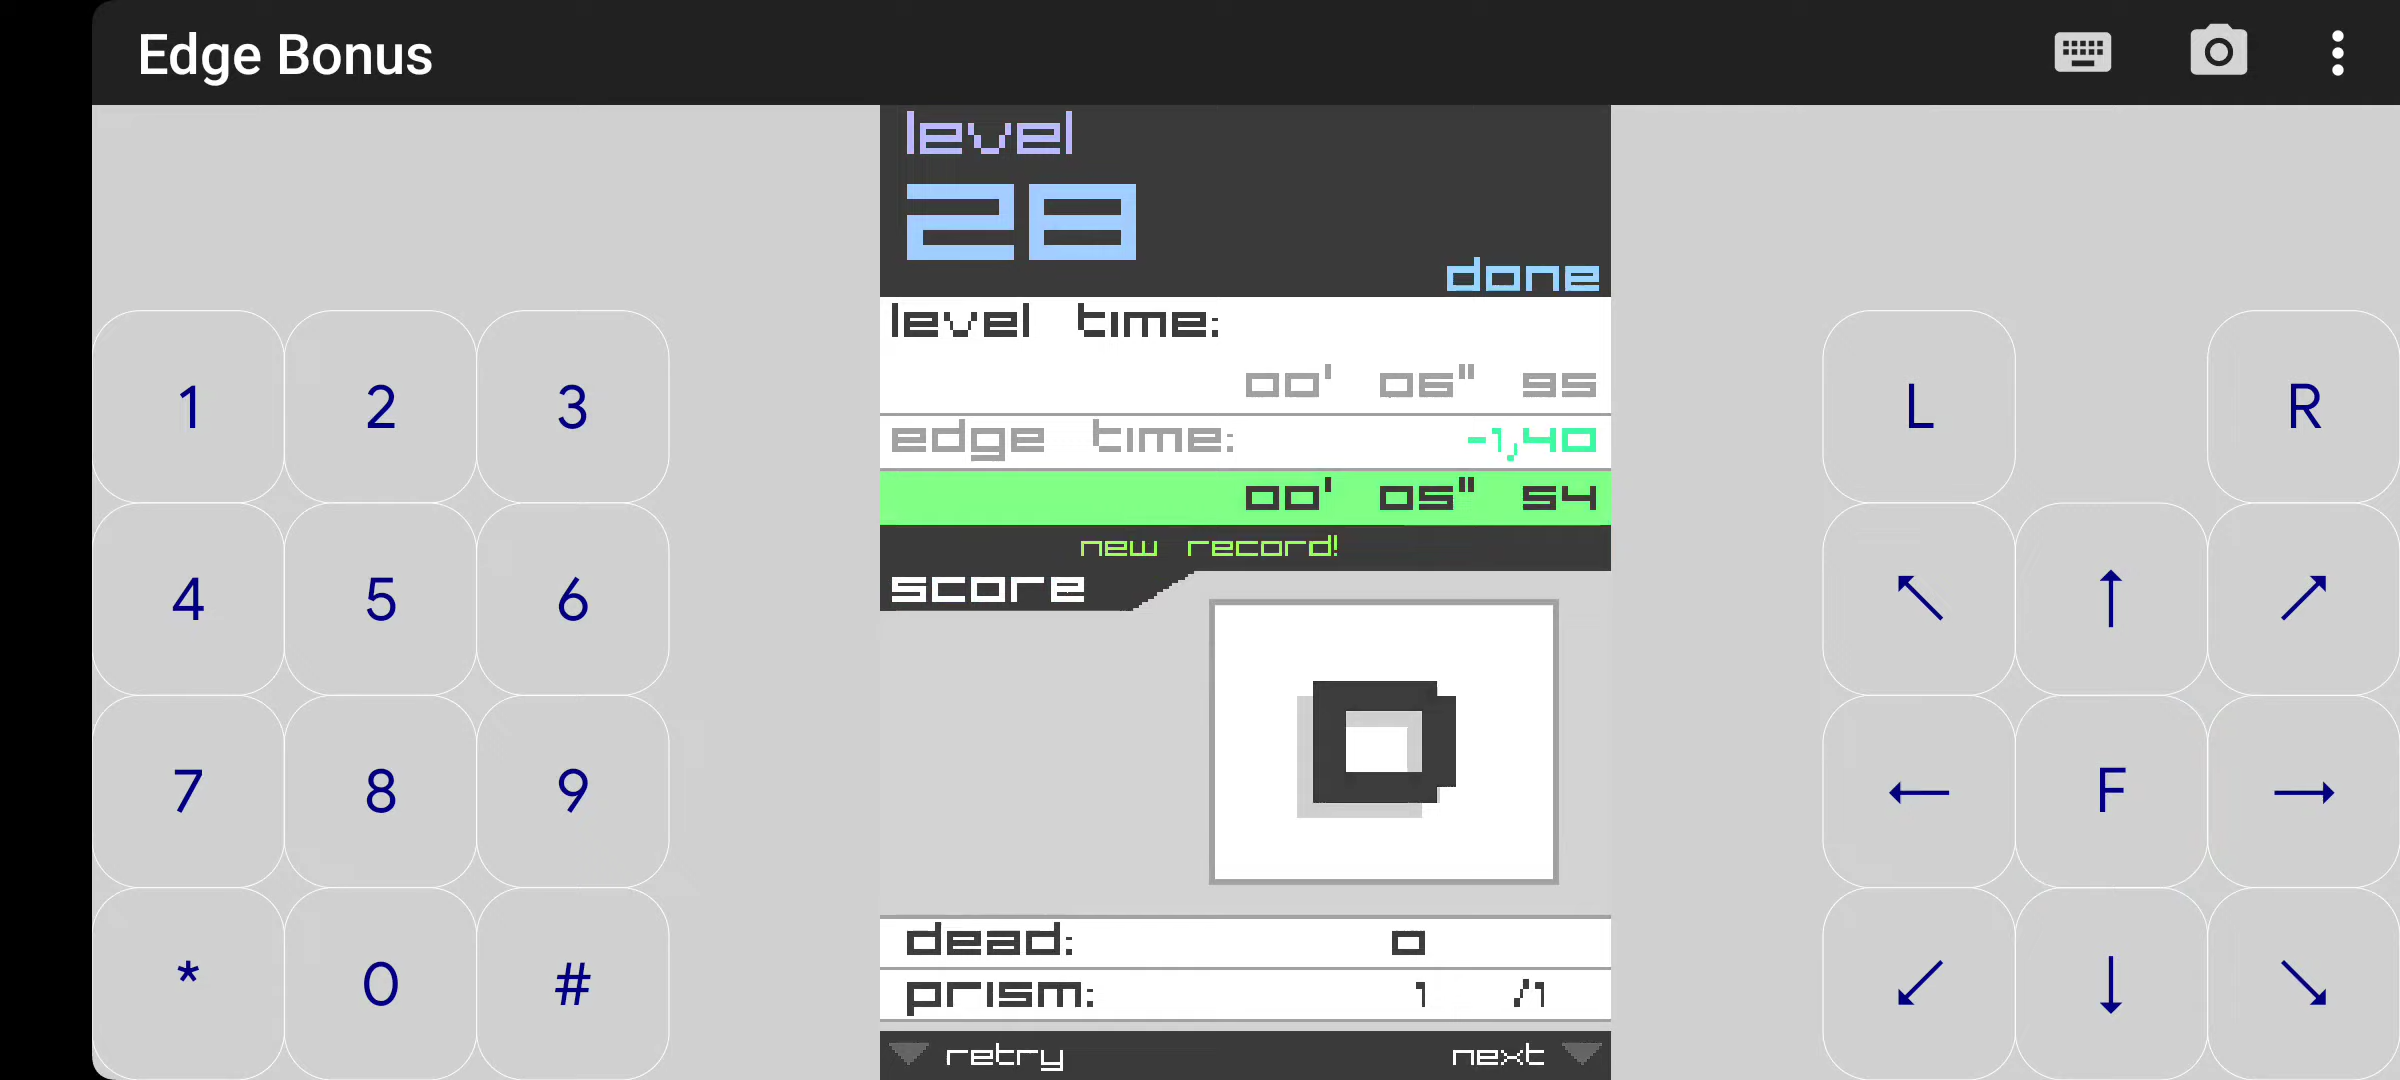 Edge Bonus
level
28
done
level time:
00' 06" 95
edge time: -1,40
00' 05" 54
new record!
score
D
dead: 0
prism: 1 /1
retry next
1 2 3
4 5 6
7 8 9
* 0 #
L R
↖ ↑ ↗
← F →
↙ ↓ ↘